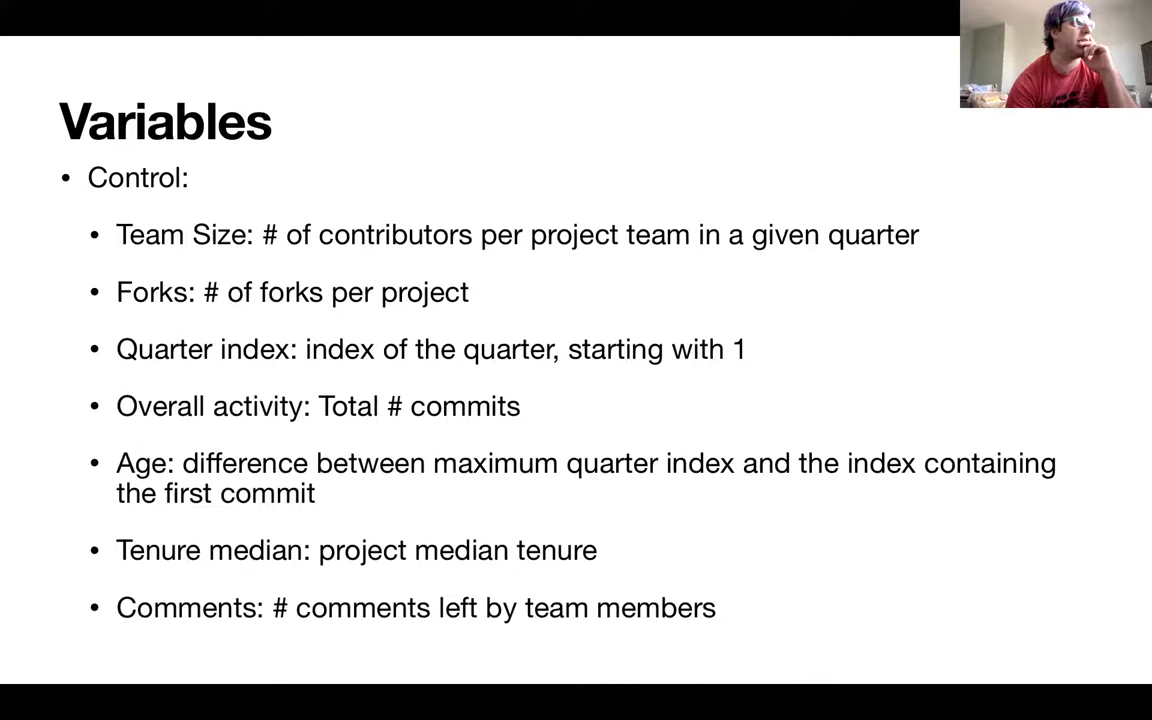 Variables
• Control:
• Team Size: # of contributors per project team in a given quarter
• Forks: # of forks per project
• Quarter index: index of the quarter, starting with 1
• Overall activity: Total # commits
• Age: difference between maximum quarter index and the index containing
the first commit
• Tenure median: project median tenure
• Comments: # comments left by team members